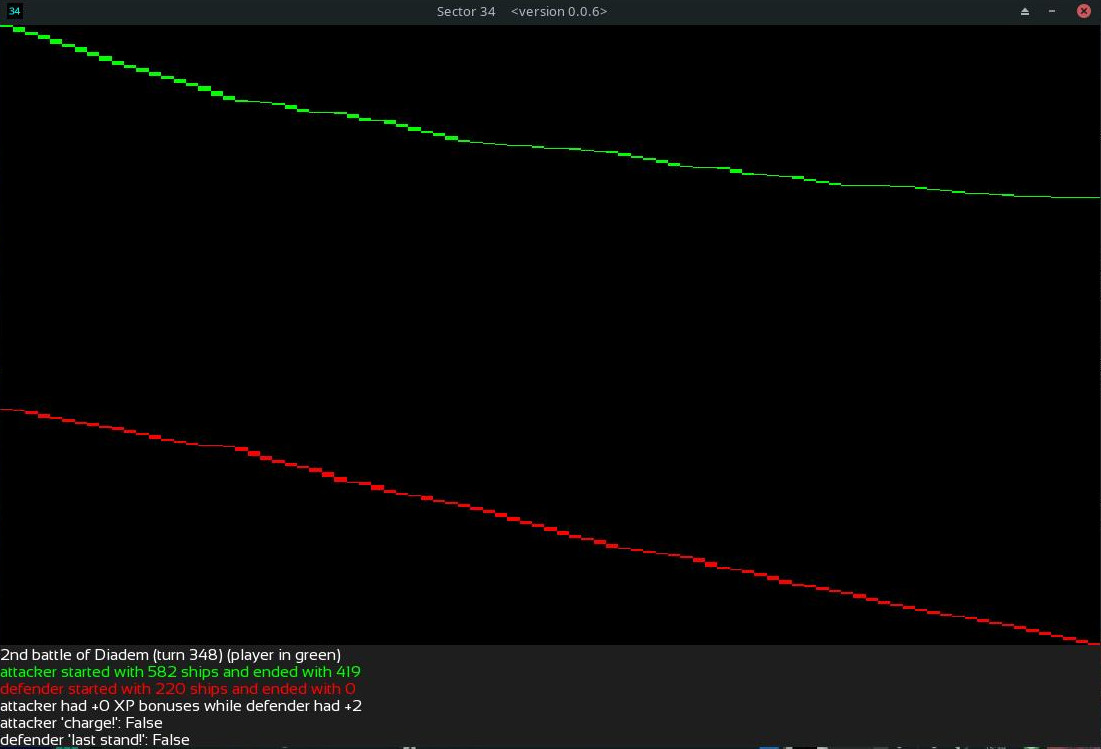 34
Sector 34 <version 0.0.6>
2nd battle of Diadem (turn 348) (player in green)
attacker started with 582 ships and ended with 419
defender started with 220 ships and ended with 0
attacker had +0 XP bonuses while defender had +2
attacker 'charge!': False
defender 'last stand!': False